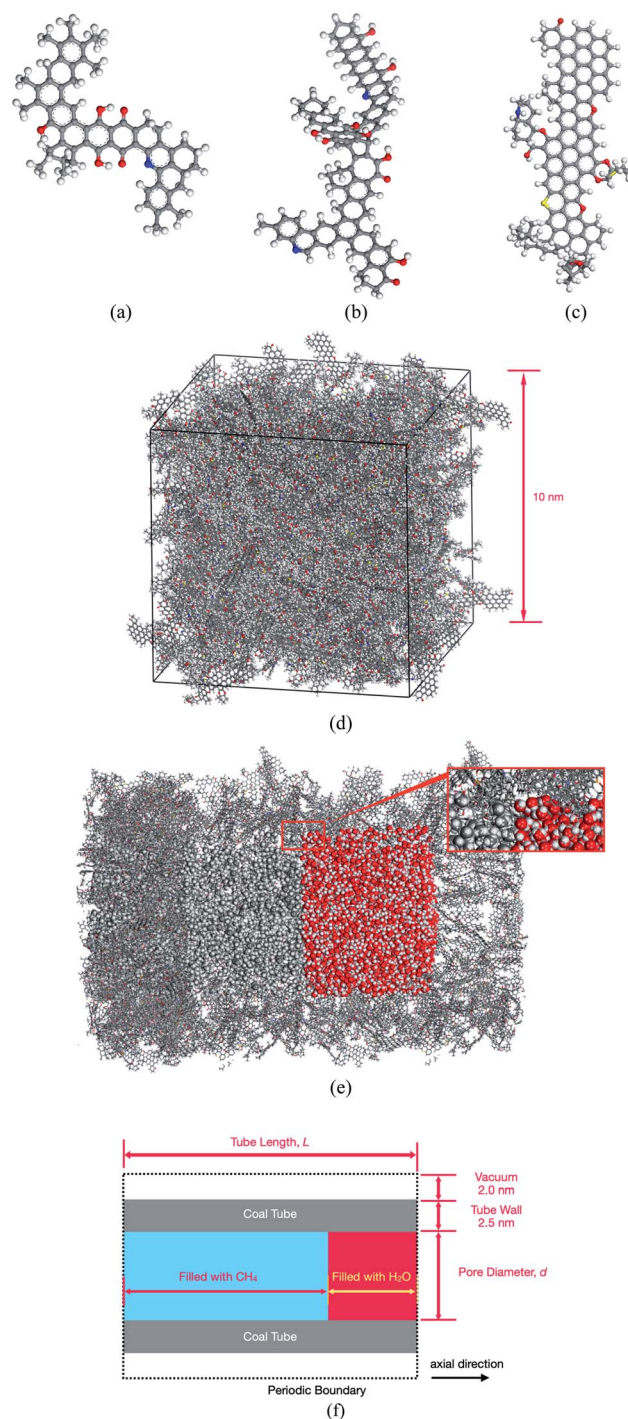 (a)
(b)
(c)
10 nm
(d)
(e)
Tube Length, L
Vacuum
2.0 nm
Coal Tube
Tube Wall
2.5 nm
Filled with CH₄
Filled with H₂O
Pore Diameter, d
Coal Tube
axial direction
Periodic Boundary
(f)